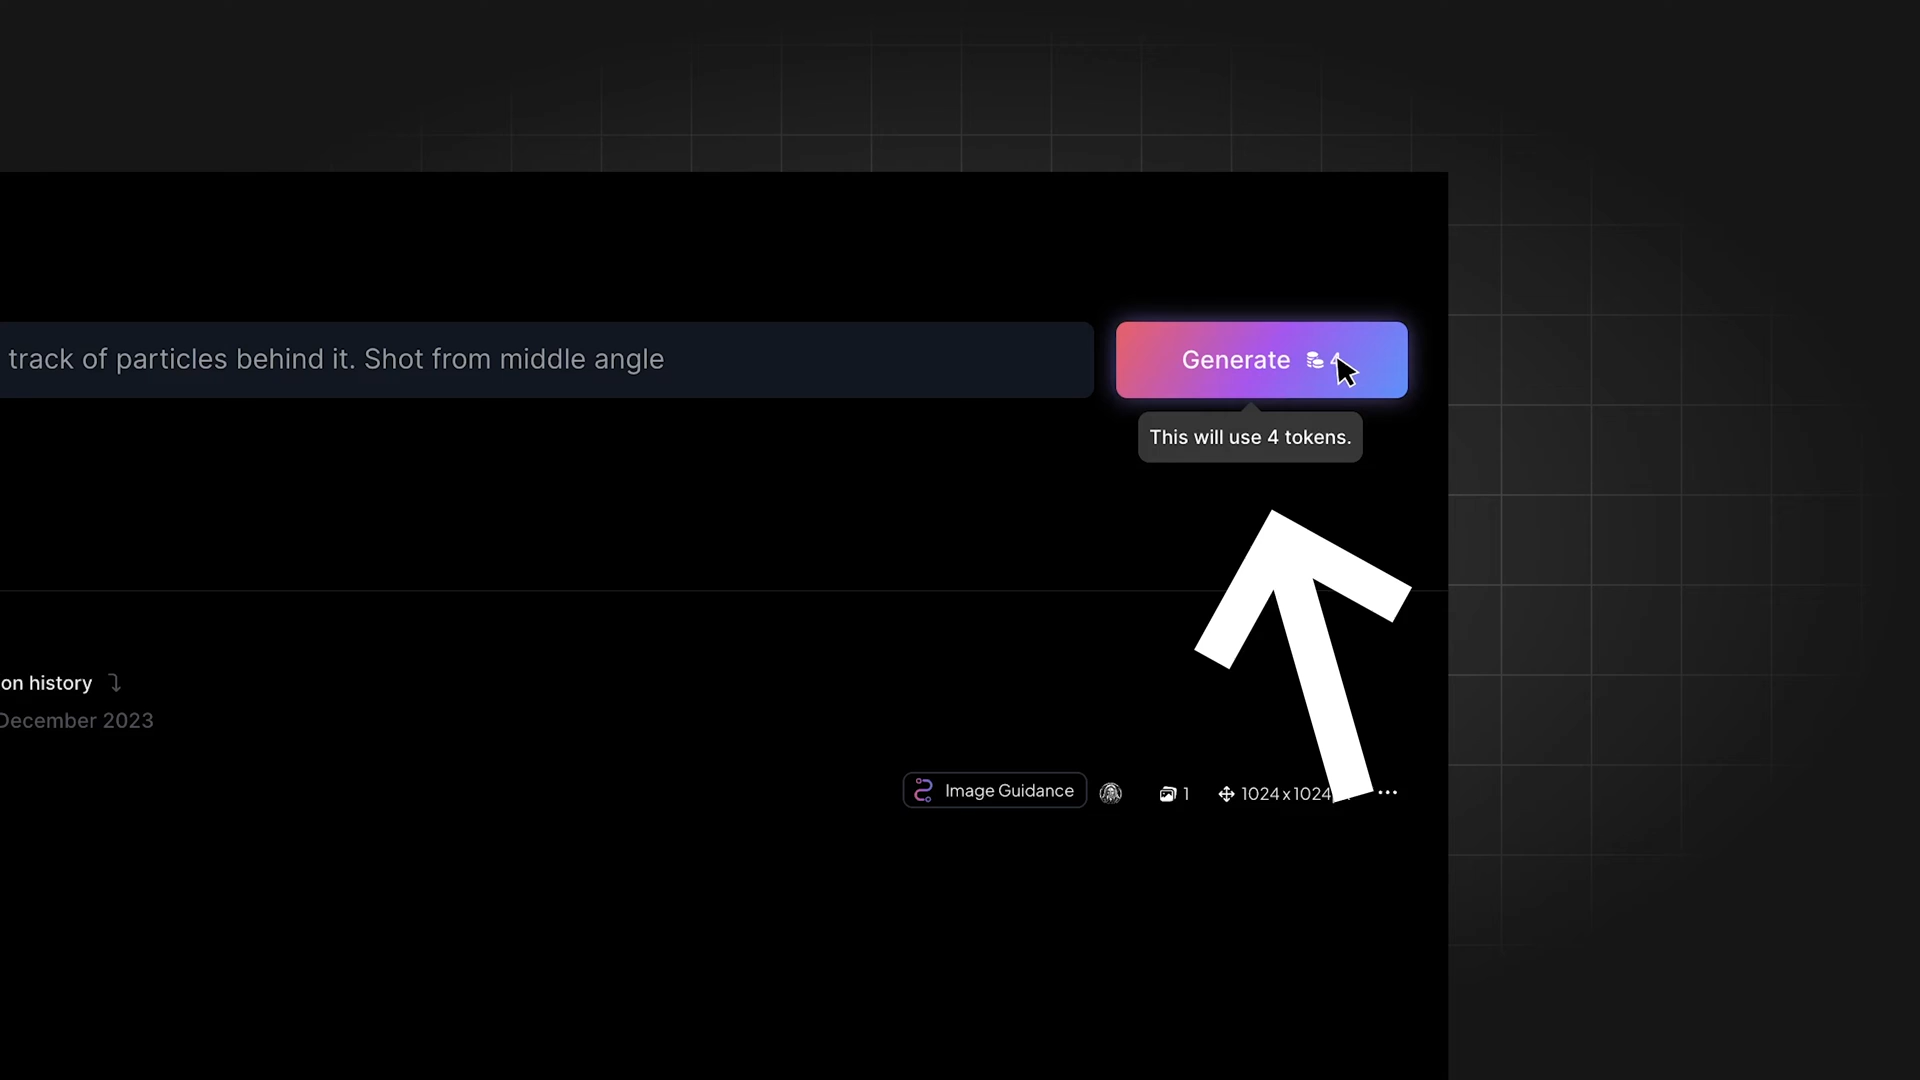 track of particles behind it. Shot from middle angle
Generate 4
This will use 4 tokens.
on history
December 2023
Image Guidance
1
1024x1024